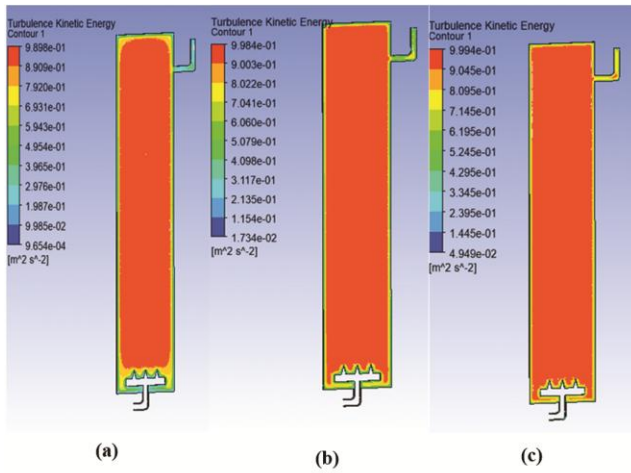 Turbulence Kinetic Energy
Contour 1
9.898e-01
8.909e-01
7.920e-01
6.931e-01
5.943e-01
4.954e-01
3.965e-01
2.976e-01
1.987e-01
9.985e-02
9.654e-04
[m^2 s^-2]
(a)
Turbulence Kinetic Energy
Contour 1
9.984e-01
9.003e-01
8.022e-01
7.041e-01
6.060e-01
5.079e-01
4.098e-01
3.117e-01
2.135e-01
1.154e-01
1.734e-02
[m^2 s^-2]
(b)
Turbulence Kinetic Energy
Contour 1
9.994e-01
9.045e-01
8.095e-01
7.145e-01
6.195e-01
5.245e-01
4.295e-01
3.345e-01
2.395e-01
1.445e-01
4.949e-02
[m^2 s^-2]
(c)